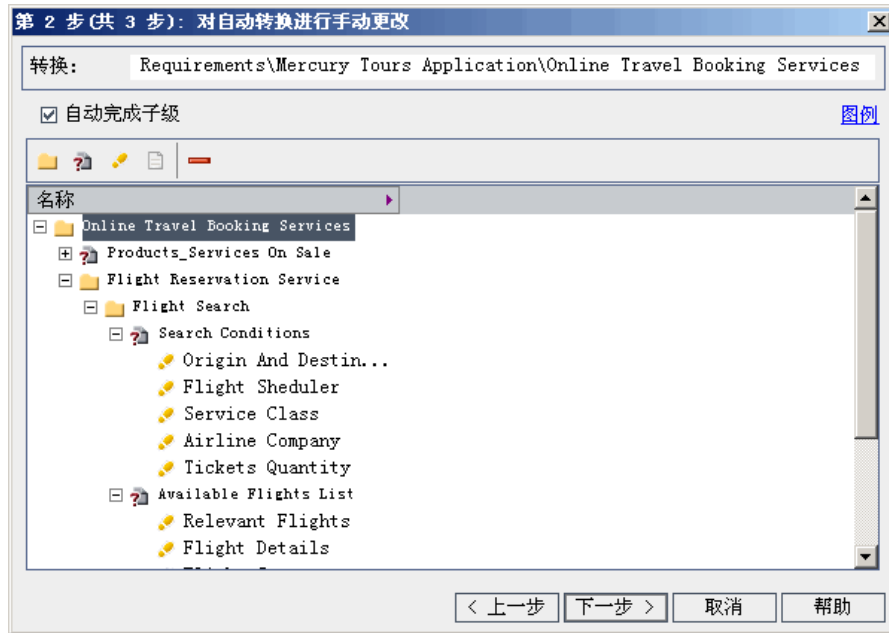 第 2 步(共 3 步): 对自动转换进行手动更改
转换: Requirements\Mercury Tours Application\Online Travel Booking Services
自动完成子级 图例
名称
Online Travel Booking Services
Products_Services On Sale
Flight Reservation Service
Flight Search
Search Conditions
Origin And Destin...
Flight Sheduler
Service Class
Airline Company
Tickets Quantity
Available Flights List
Relevant Flights
Flight Details
< 上一步 下一步 > 取消 帮助